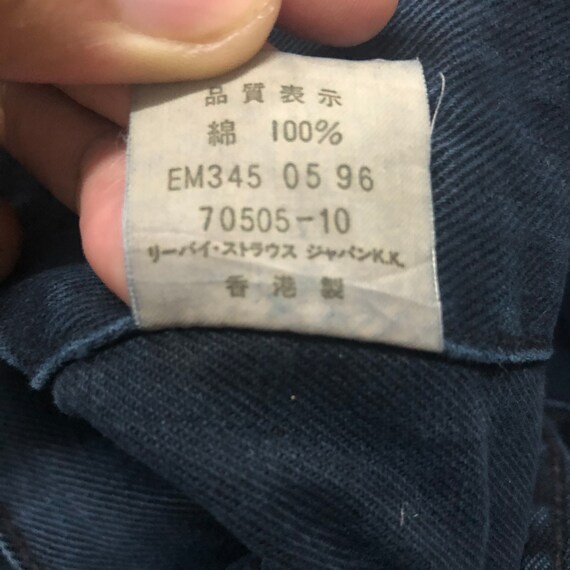 品質表示
綿 100%
EM345 05 96
70505-10
リーバイ・ストラウス ジャパンK.K.
香港製